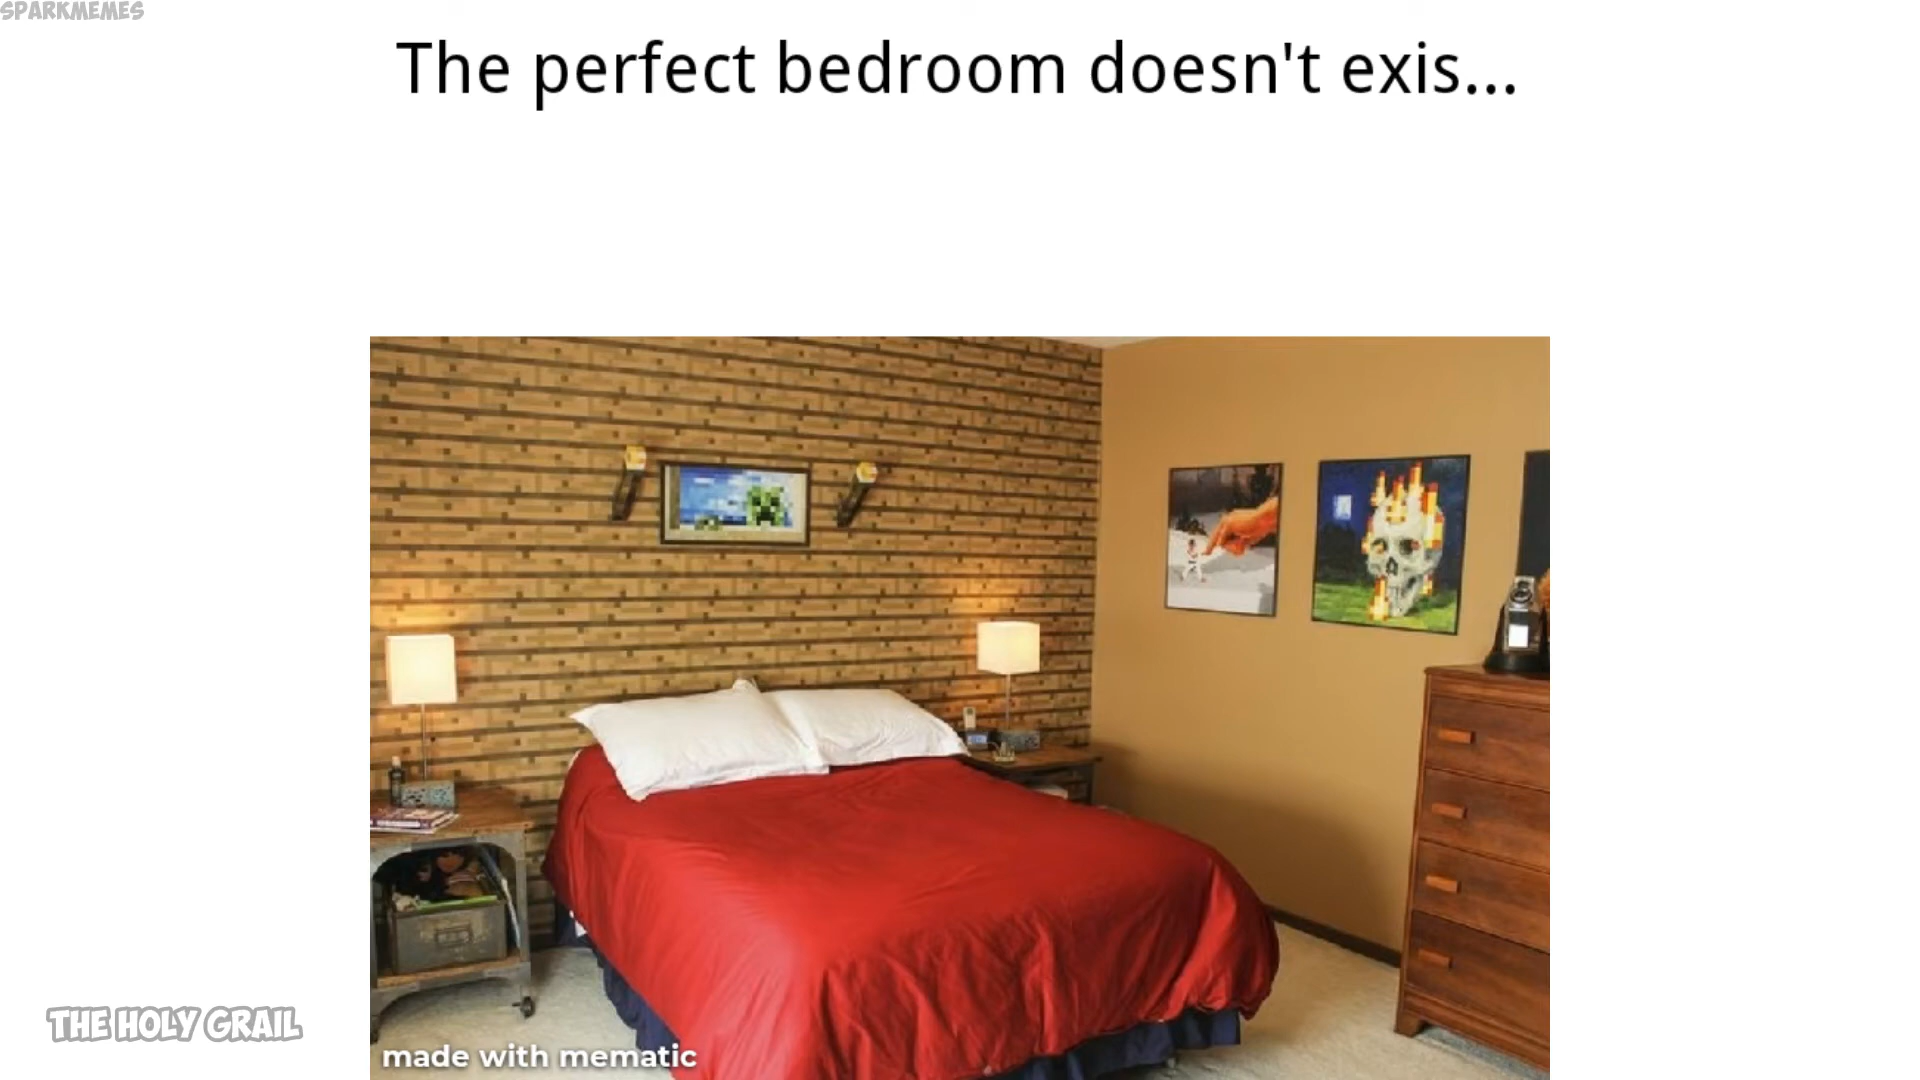 SPARKMEMES
The perfect bedroom doesn't exis...
THE HOLY GRAIL
made with mematic